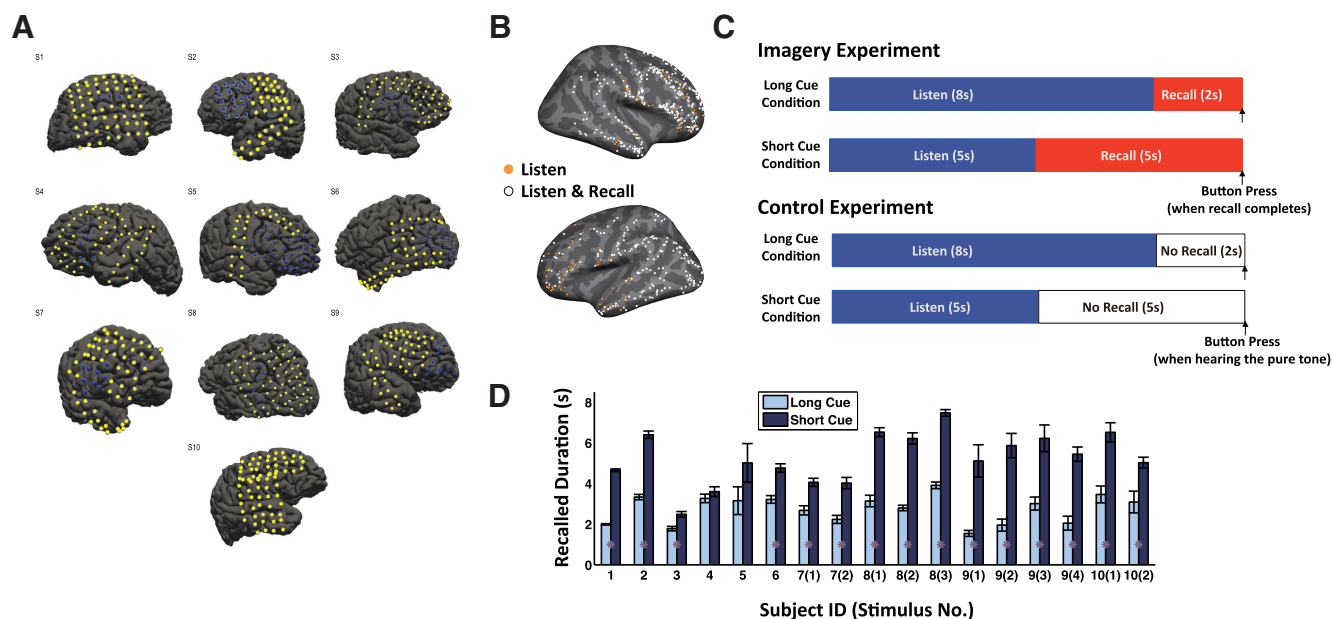 A
S1
S2
S3
S4
S5
S6
S7
S8
S9
S10
B
Listen
Listen & Recall
C
Imagery Experiment
Long Cue
Condition
Listen (8s)
Recall (2s)
Short Cue
Condition
Listen (5s)
Recall (5s)
Button Press
(when recall completes)
Control Experiment
Long Cue
Condition
Listen (8s)
No Recall (2s)
Short Cue
Condition
Listen (5s)
No Recall (5s)
Button Press
(when hearing the pure tone)
D
Recalled Duration (s)
8
6
4
2
0
Long Cue
Short Cue
* * * * * * * * * * * * * * *
1 2 3 4 5 6 7(1) 7(2) 8(1) 8(2) 8(3) 9(1) 9(2) 9(3) 9(4) 10(1) 10(2)
Subject ID (Stimulus No.)